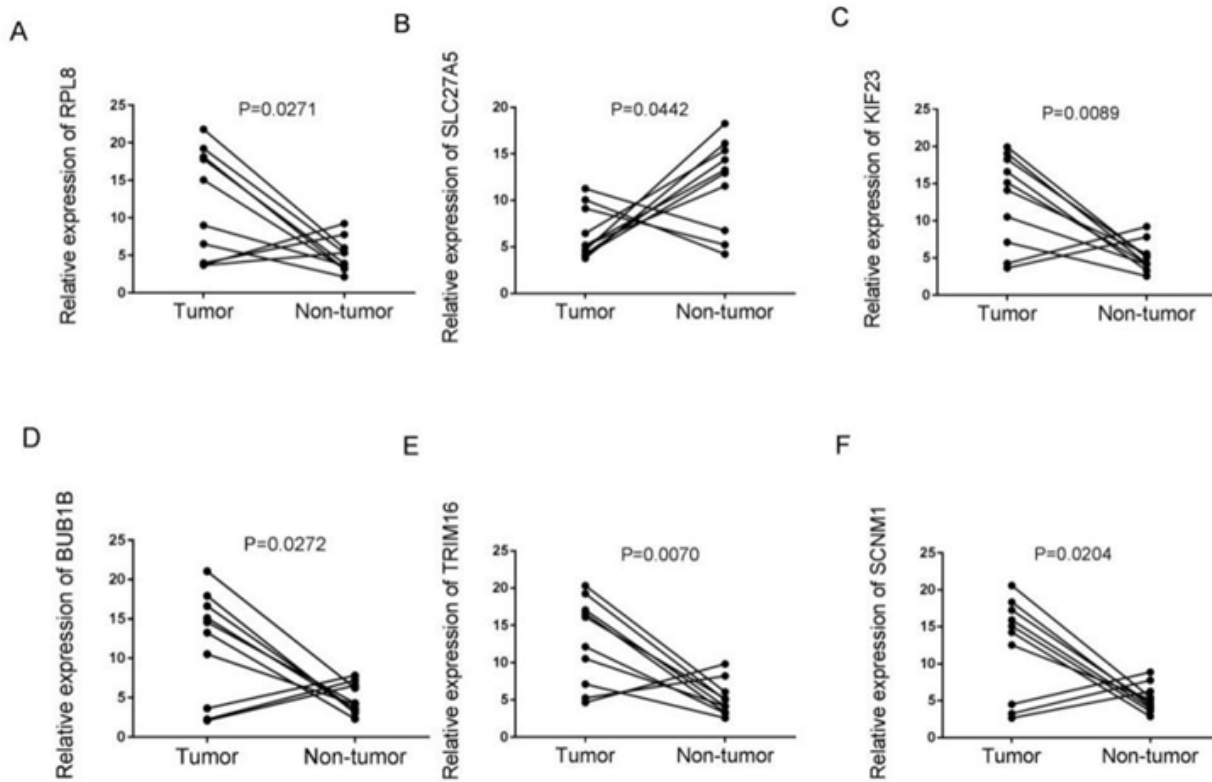 A
Relative expression of RPL8
P=0.0271
25
20
15
10
5
0
Tumor
Non-tumor
B
Relative expression of SLC27A5
P=0.0442
20
15
10
5
0
Tumor
Non-tumor
C
Relative expression of KIF23
P=0.0089
25
20
15
10
5
0
Tumor
Non-tumor
D
Relative expression of BUB1B
P=0.0272
25
20
15
10
5
0
Tumor
Non-tumor
E
Relative expression of TRIM16
P=0.0070
25
20
15
10
5
0
Tumor
Non-tumor
F
Relative expression of SCNM1
P=0.0204
25
20
15
10
5
0
Tumor
Non-tumor